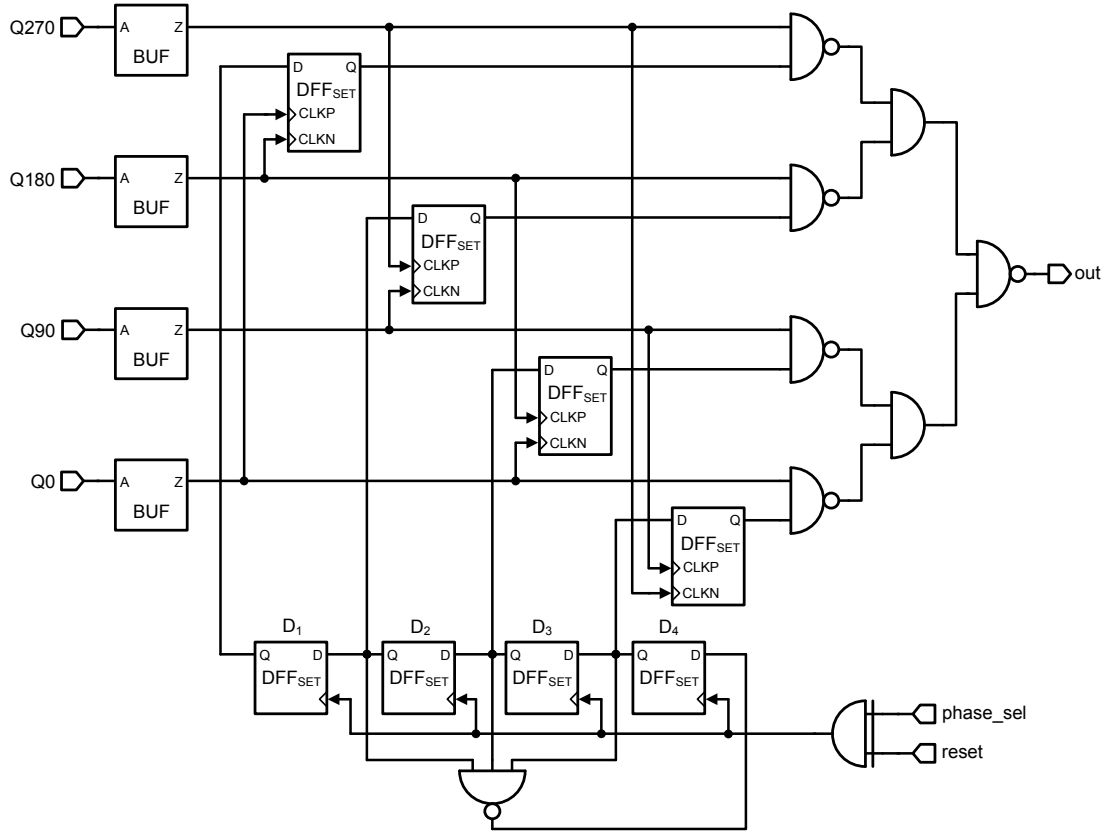 Q270
A Z
BUF
D Q
DFFSET
CLKP
CLKN
Q180
A Z
BUF
D Q
DFFSET
CLKP
CLKN
out
Q90
A Z
BUF
D Q
DFFSET
CLKP
CLKN
Q0
A Z
BUF
D Q
DFFSET
CLKP
CLKN
D1 D2 D3 D4
Q D Q D Q D Q D
DFFSET DFFSET DFFSET DFFSET
phase_sel
reset